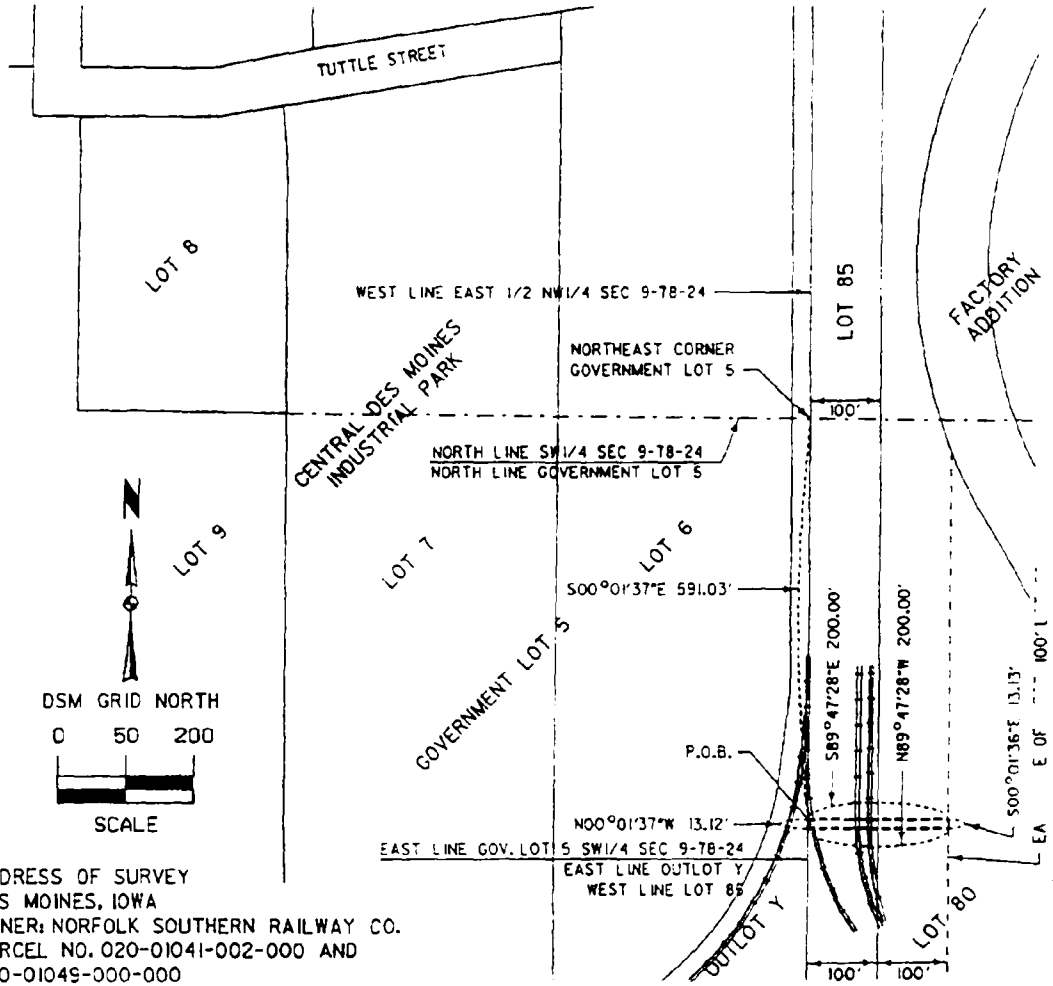 TUTTLE STREET
LOT 8
WEST LINE EAST 1/2 NW1/4 SEC 9-78-24
LOT 85
FACTORY
ADDITION
NORTHEAST CORNER
GOVERNMENT LOT 5
CENTRAL DES MOINES
INDUSTRIAL PARK
100'
NORTH LINE SW1/4 SEC 9-78-24
NORTH LINE GOVERNMENT LOT 5
N
LOT 9
LOT 7
LOT 6
S00°01'37"E 591.03'
GOVERNMENT LOT 5
S89°47'28"E 200.00'
N89°47'28"W 200.00'
S00°01'36"E 13.13'
EA E OF 100'
DSM GRID NORTH
0 50 200
SCALE
P.O.B.
N00°01'37"W 13.12'
EAST LINE GOV. LOT 5 SW1/4 SEC 9-78-24
EAST LINE OUTLOT Y
WEST LINE LOT 85
OUTLOT Y
LOT 80
100' 100'
DRESS OF SURVEY
S MOINES, IOWA
NER: NORFOLK SOUTHERN RAILWAY CO.
RCEL NO. 020-01041-002-000 AND
0-01049-000-000